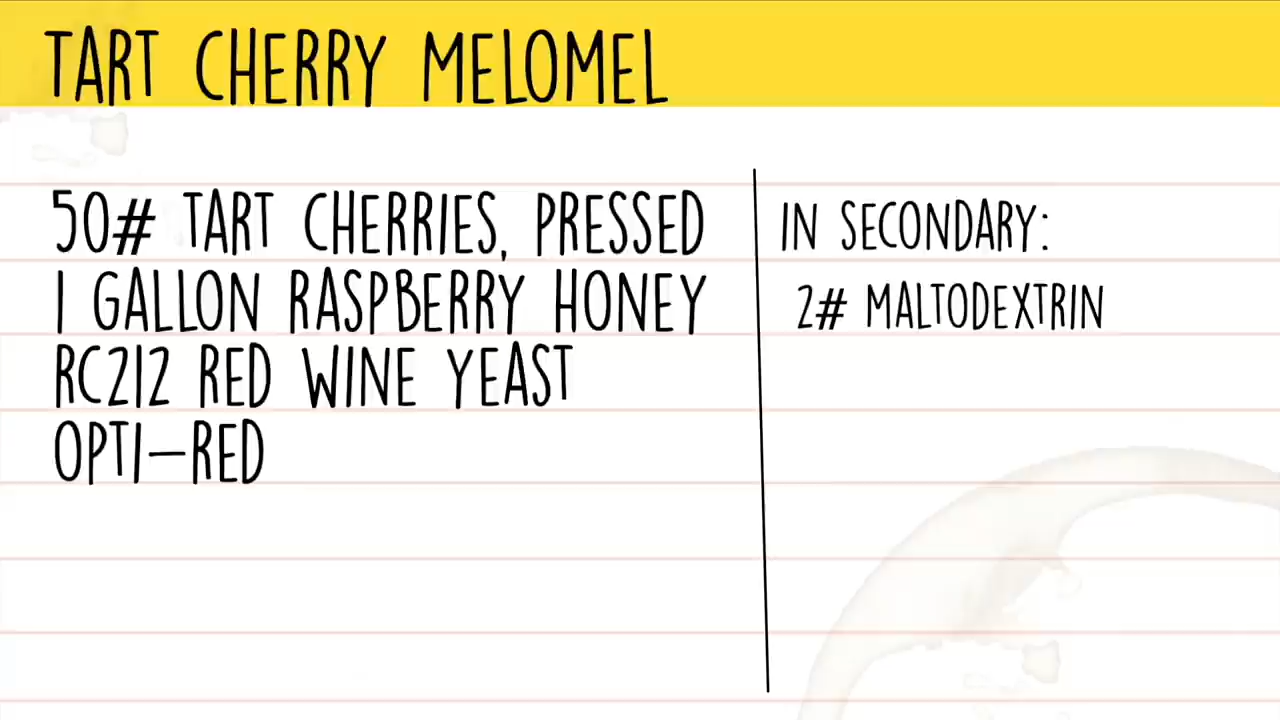 TART CHERRY MELOMEL
50# TART CHERRIES, PRESSED
1 GALLON RASPBERRY HONEY
RC212 RED WINE YEAST
OPTI-RED
IN SECONDARY:
2# MALTODEXTRIN